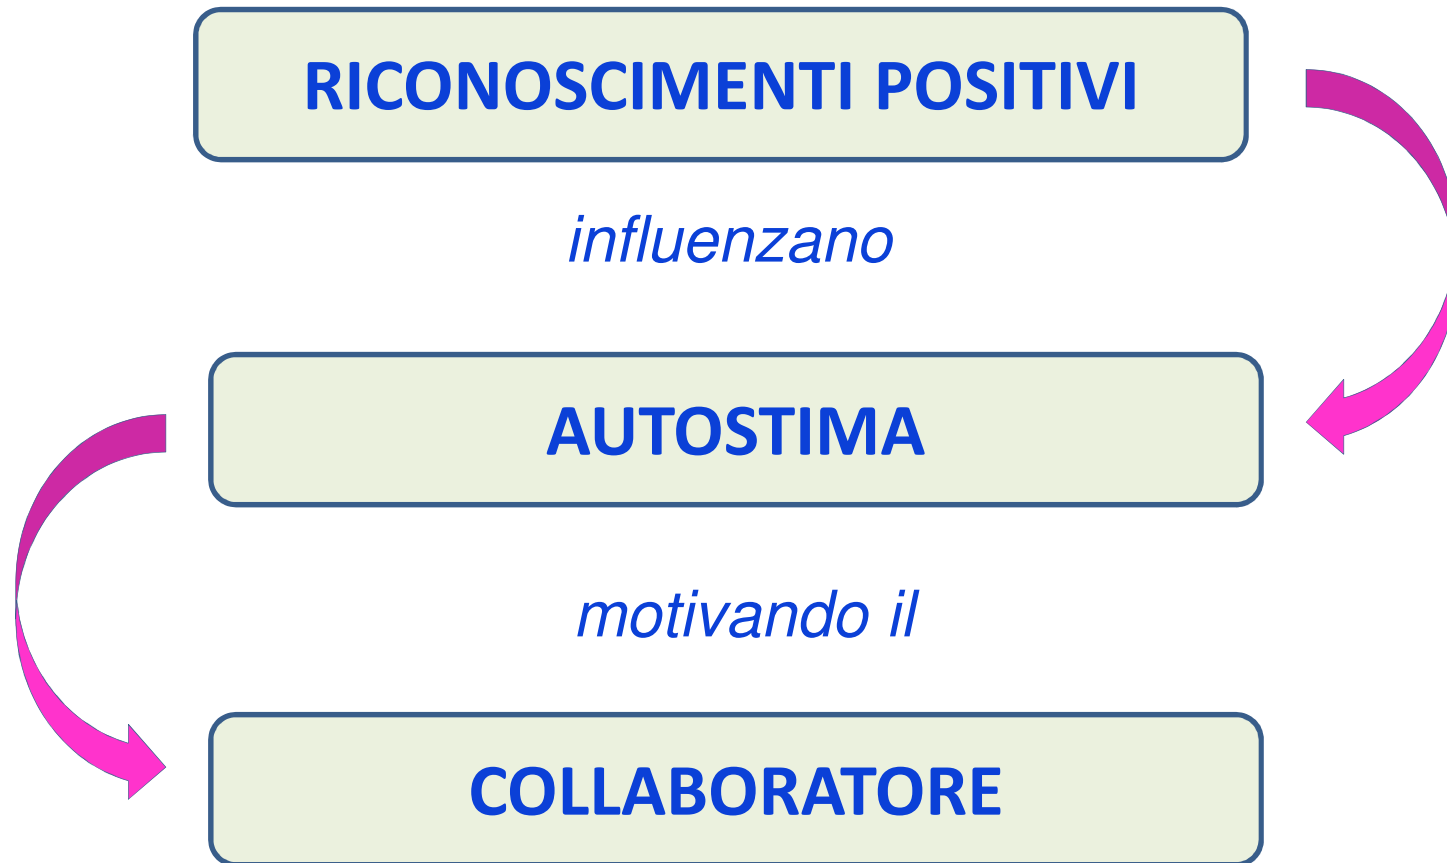 RICONOSCIMENTI POSITIVI
influenzano
AUTOSTIMA
motivando il
COLLABORATORE